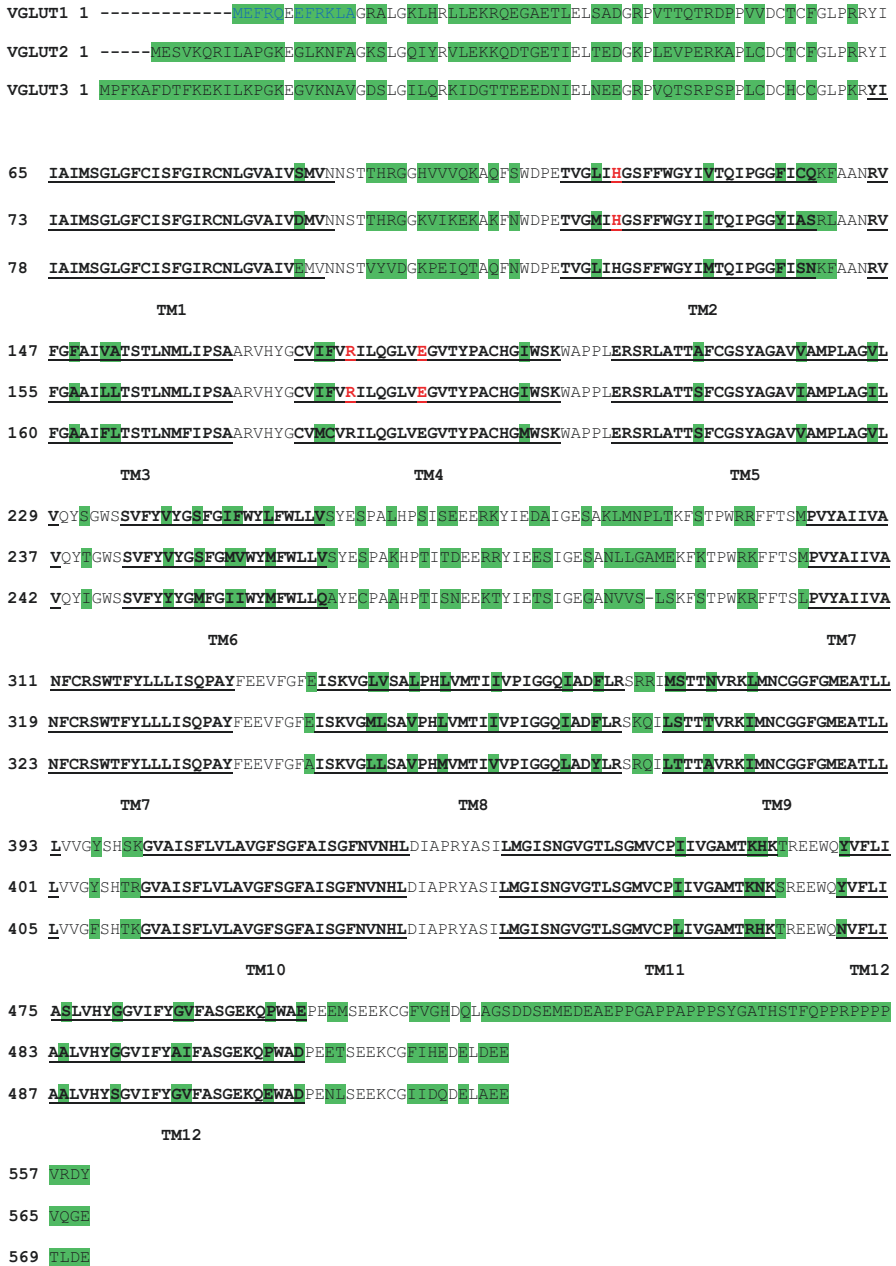 VGLUT1 1 -------------MEFRQEEFRKLAGRALGKLHRLLEKRQEGAETLELSADGRPVTTQTRDPPVVDCTCFGLPRRYI
VGLUT2 1 -----MESVKQRILAPGKEGLKNFAGKSLGQIYRVLEKKQDTGETIELTEDGKPLEVPERKAPLCDCTCFGLPRRYI
VGLUT3 1 MPFKAFDTFKEKILKPGKEGVKNAVGDSLGILQRKIDGTTEEEDNIELNEEGRPVQTSRPSPPLCDCHCCGLPKRYI
65 IAIMSGLGFCISFGIRCNLGVAIVSMVNNSTTHRGGHVVVQKAQFSWDPETVGLIHGSFFWGYIVTQIPGGFICQKFAANRV
73 IAIMSGLGFCISFGIRCNLGVAIVDMVNNSTTHRGGKVIKEKAKFNWDPETVGMIHGSFFWGYIITQIPGGYIASRLAANRV
78 IAIMSGLGFCISFGIRCNLGVAIVEMVNNSTVYVDGKPEIQTAQFNWDPETVGLIHGSFFWGYIMTQIPGGFISNKFAANRV
TM1 TM2
147 FGFAIVATSTLNMLIPSAARVHYGCVIFVRILQGLVEGVTYPACHGIWSKWAPPLERSRLATTAFCGSYAGAVVAMPLAGVL
155 FGAAILLTSTLNMLIPSAARVHYGCVIFVRILQGLVEGVTYPACHGIWSKWAPPLERSRLATTSFCGSYAGAVIAMPLAGIL
160 FGAAIFLTSTLNMFIPSAARVHYGCVMCVRILQGLVEGVTYPACHGMWSKWAPPLERSRLATTSFCGSYAGAVVAMPLAGVL
TM3 TM4 TM5
229 VQYSGWSSVFYVYGSFGIFWYLFWLLVSYESPALHPSISEEERKYIEDAIGESAKLMNPLTKFSTPWRRFFTSMPVYAIIVA
237 VQYTGWSSVFYVYGSFGMVWYMFWLLVSYESPAKHPTITDEERRYIEESIGESANLLGAMEKFKTPWRKFFTSMPVYAIIVA
242 VQYIGWSSVFYVYGMFGIIWYMFWLLQAYECPAAHPTISNEEKTYIETSIGEGANVVS-LSKFSTPWKRFFTSLPVYAIIVA
TM6 TM7
311 NFCRSWTFYLLLISQPAYFEEVFGFEISKVGLVSALPHLVMTIIVPIGGQIADFLRSRRIMSTTNVRKLMNCGGFGMEATLL
319 NFCRSWTFYLLLISQPAYFEEVFGFEISKVGMLSAVPHLVMTIIVPIGGQIADFLRSKQILSTTTVRKIMNCGGFGMEATLL
323 NFCRSWTFYLLLISQPAYFEEVFGFAISKVGLLSAVPHMVMTIVVPIGGQLADYLRSRQILTTTAVRKIMNCGGFGMEATLL
TM7 TM8 TM9
393 LVVGYSHSKGVAISFLVLAVGFSGFAISGFNVNHLDIAPRYASILMGISNGVGTLSGMVCPIIVGAMTKHKTREEWQYVFLI
401 LVVGYSHTRGVAISFLVLAVGFSGFAISGFNVNHLDIAPRYASILMGISNGVGTLSGMVCPIIVGAMTKNKSREEWQYVFLI
405 LVVGFSHTKGVAISFLVLAVGFSGFAISGFNVNHLDIAPRYASILMGISNGVGTLSGMVCPLIVGAMTRHKTREEWQNVFLI
TM10 TM11 TM12
475 ASLVHYGGVIFYGVFASGEKQPWAEPEEMSEEKCGFVGHDQLAGSDDSEMEDEAEPPGAPPAPPPSYGATHSTFQPPRPPPP
483 AALVHYGGVIFYAIFASGEKQPWADPEETSEEKCGFIHEDELDEE
487 AALVHYSGVIFYGVFASGEKQEWADPENLSEEKCGIIDQDELAEE
TM12
557 VRDY
565 VQGE
569 TLDE